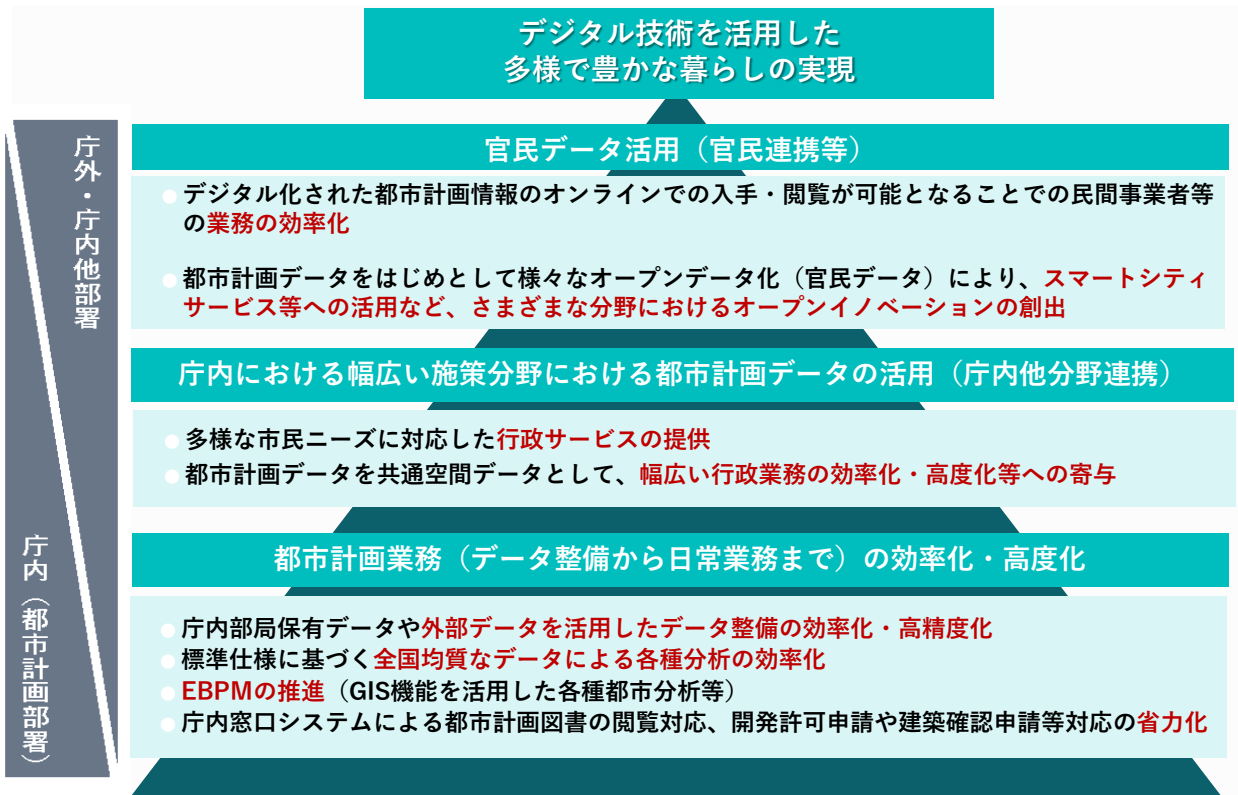 デジタル技術を活用した
多様で豊かな暮らしの実現
庁外・庁内他部署
官民データ活用（官民連携等）
デジタル化された都市計画情報のオンラインでの入手・閲覧が可能となることでの民間事業者等
の業務の効率化
都市計画データをはじめとして様々なオープンデータ化（官民データ）により、スマートシティ
サービス等への活用など、さまざまな分野におけるオープンイノベーションの創出
庁内における幅広い施策分野における都市計画データの活用（庁内他分野連携）
多様な市民ニーズに対応した行政サービスの提供
都市計画データを共通空間データとして、幅広い行政業務の効率化・高度化等への寄与
庁内（都市計画部署）
都市計画業務（データ整備から日常業務まで）の効率化・高度化
庁内部局保有データや外部データを活用したデータ整備の効率化・高精度化
標準仕様に基づく全国均質なデータによる各種分析の効率化
EBPMの推進（GIS機能を活用した各種都市分析等）
庁内窓口システムによる都市計画図書の閲覧対応、開発許可申請や建築確認申請等対応の省力化